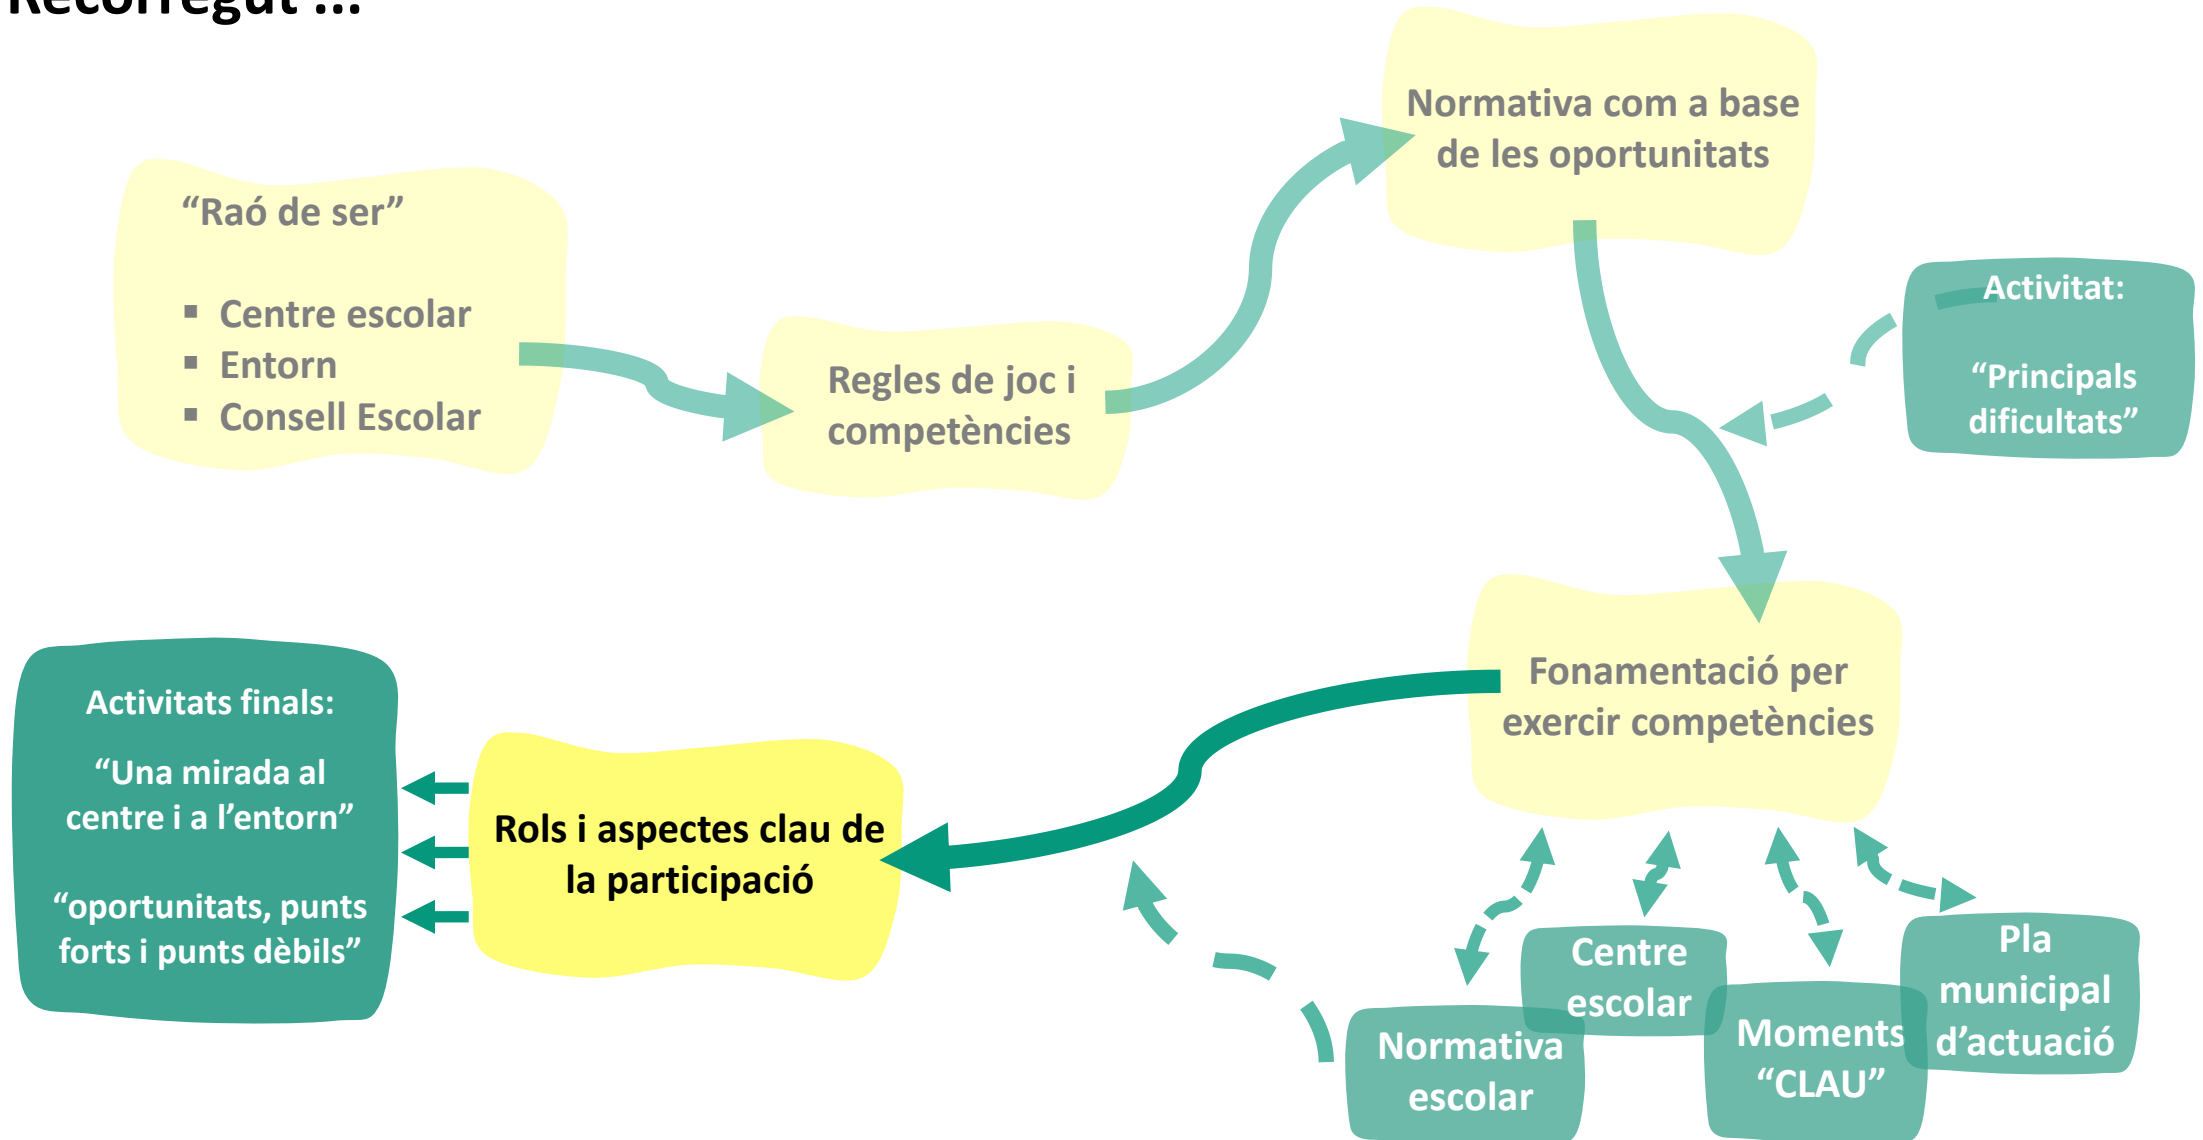 Recorregut ...
“Raó de ser”
▪ Centre escolar
▪ Entorn
▪ Consell Escolar
Regles de joc i
competències
Normativa com a base
de les oportunitats
Activitat:
“Principals
dificultats”
Fonamentació per
exercir competències
Normativa
escolar
Centre
escolar
Moments
“CLAU”
Pla
municipal
d’actuació
Rols i aspectes clau de
la participació
Activitats finals:
“Una mirada al
centre i a l’entorn”
“oportunitats, punts
forts i punts dèbils”